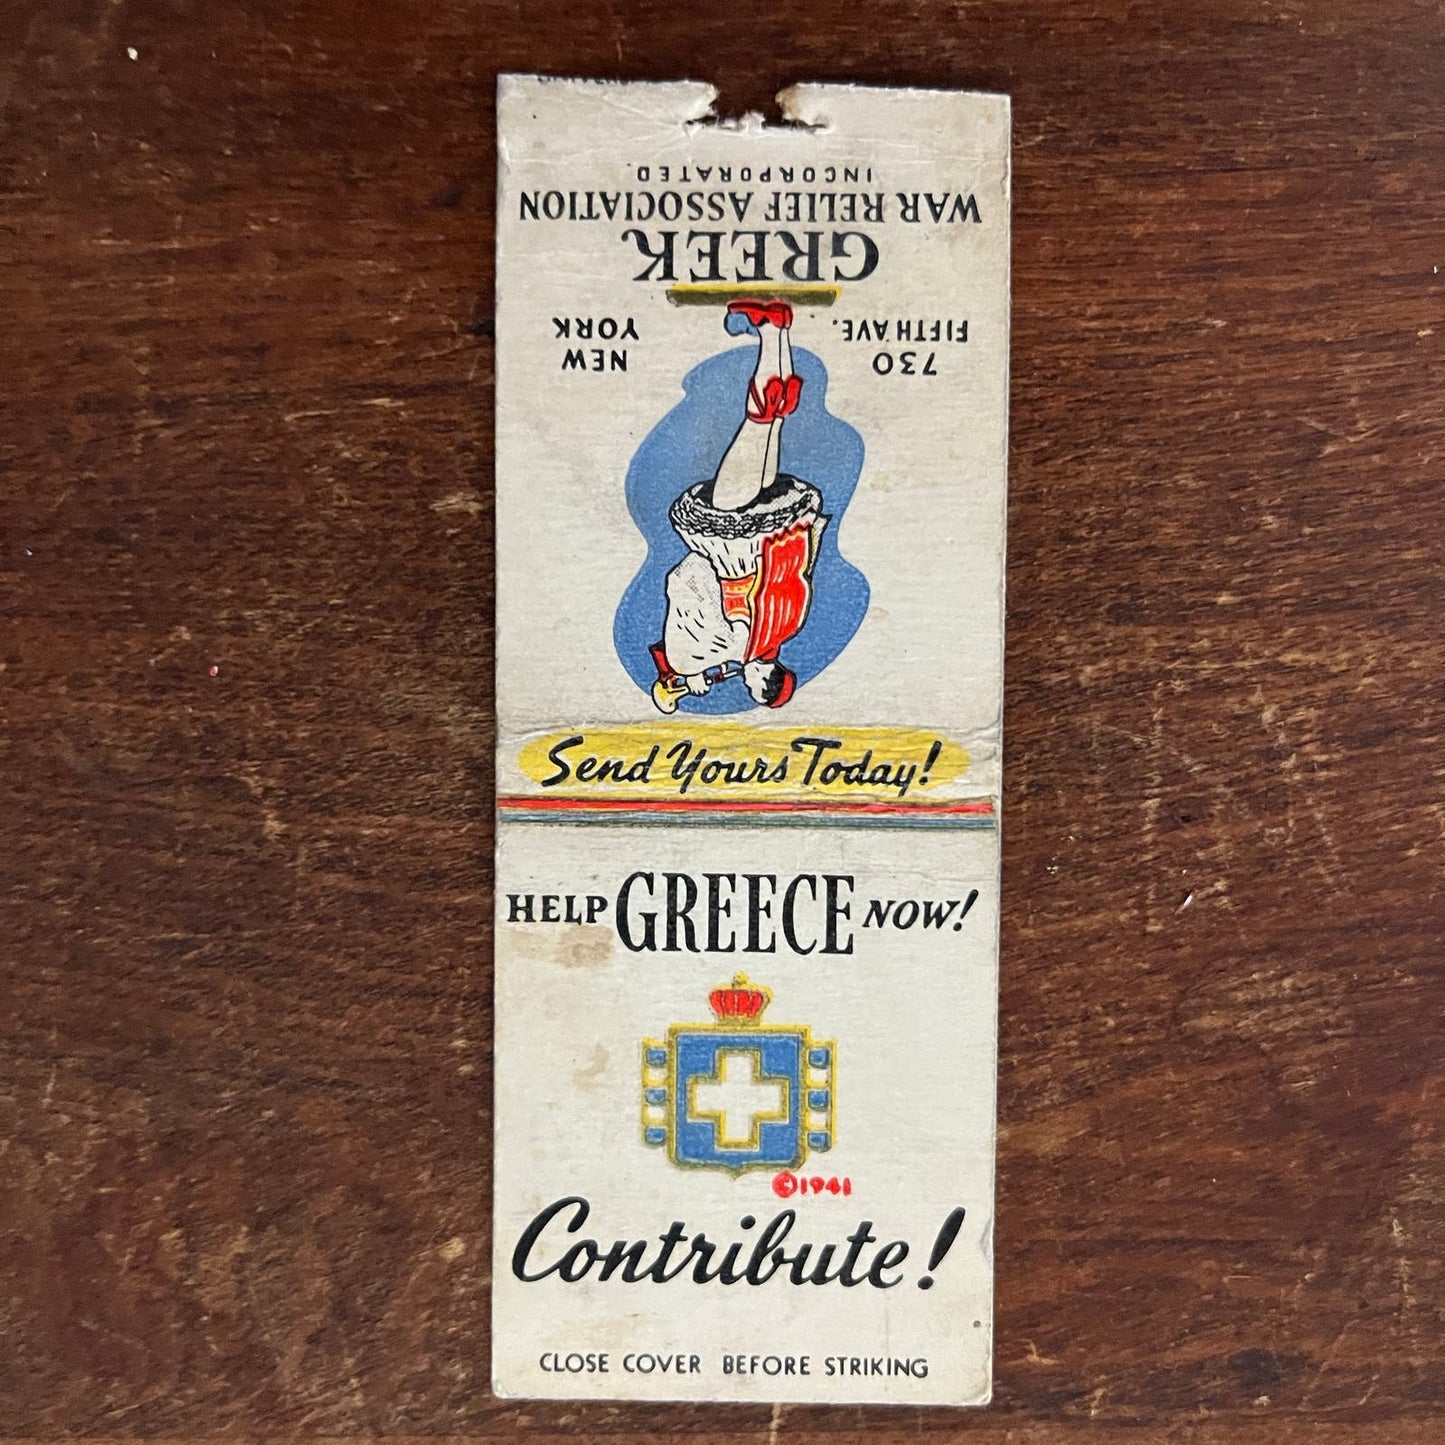 HELP GREECE NOW!
©1941
Contribute!
CLOSE COVER BEFORE STRIKING
Send Yours Today!
730 FIFTH AVE.
NEW YORK
GREEK
WAR RELIEF ASSOCIATION
INCORPORATED.